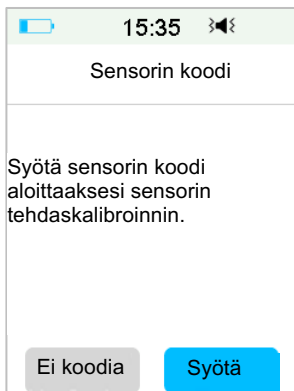 15:35
Sensorin koodi
Syötä sensorin koodi
aloittaaksesi sensorin
tehdaskalibroinnin.
Ei koodia
Syötä